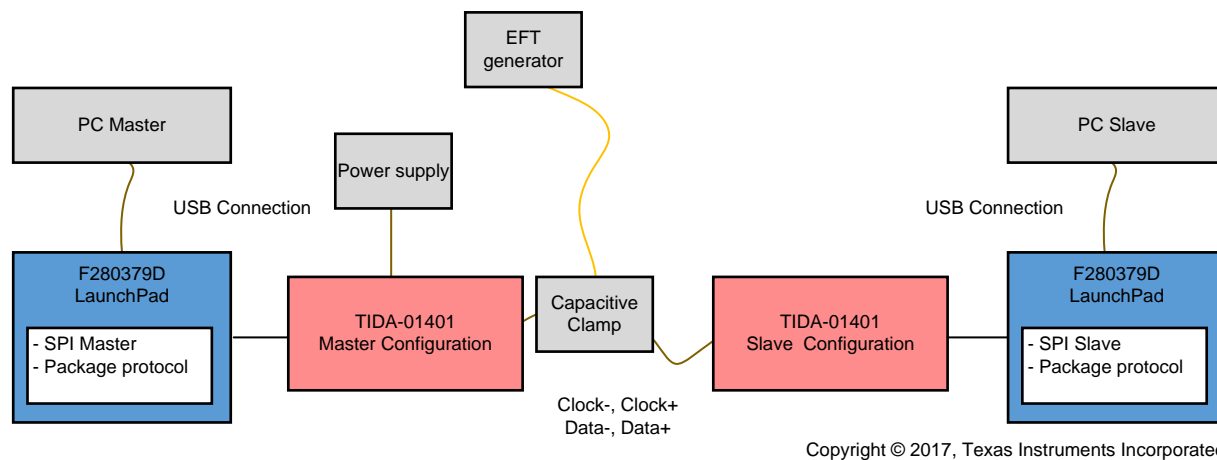 EFT
generator
PC Master
PC Slave
Power supply
USB Connection
USB Connection
F280379D
LaunchPad
- SPI Master
- Package protocol
TIDA-01401
Master Configuration
Capacitive
Clamp
TIDA-01401
Slave  Configuration
F280379D
LaunchPad
- SPI Slave
- Package protocol
Clock-, Clock+
Data-, Data+
Copyright © 2017, Texas Instruments Incorporated